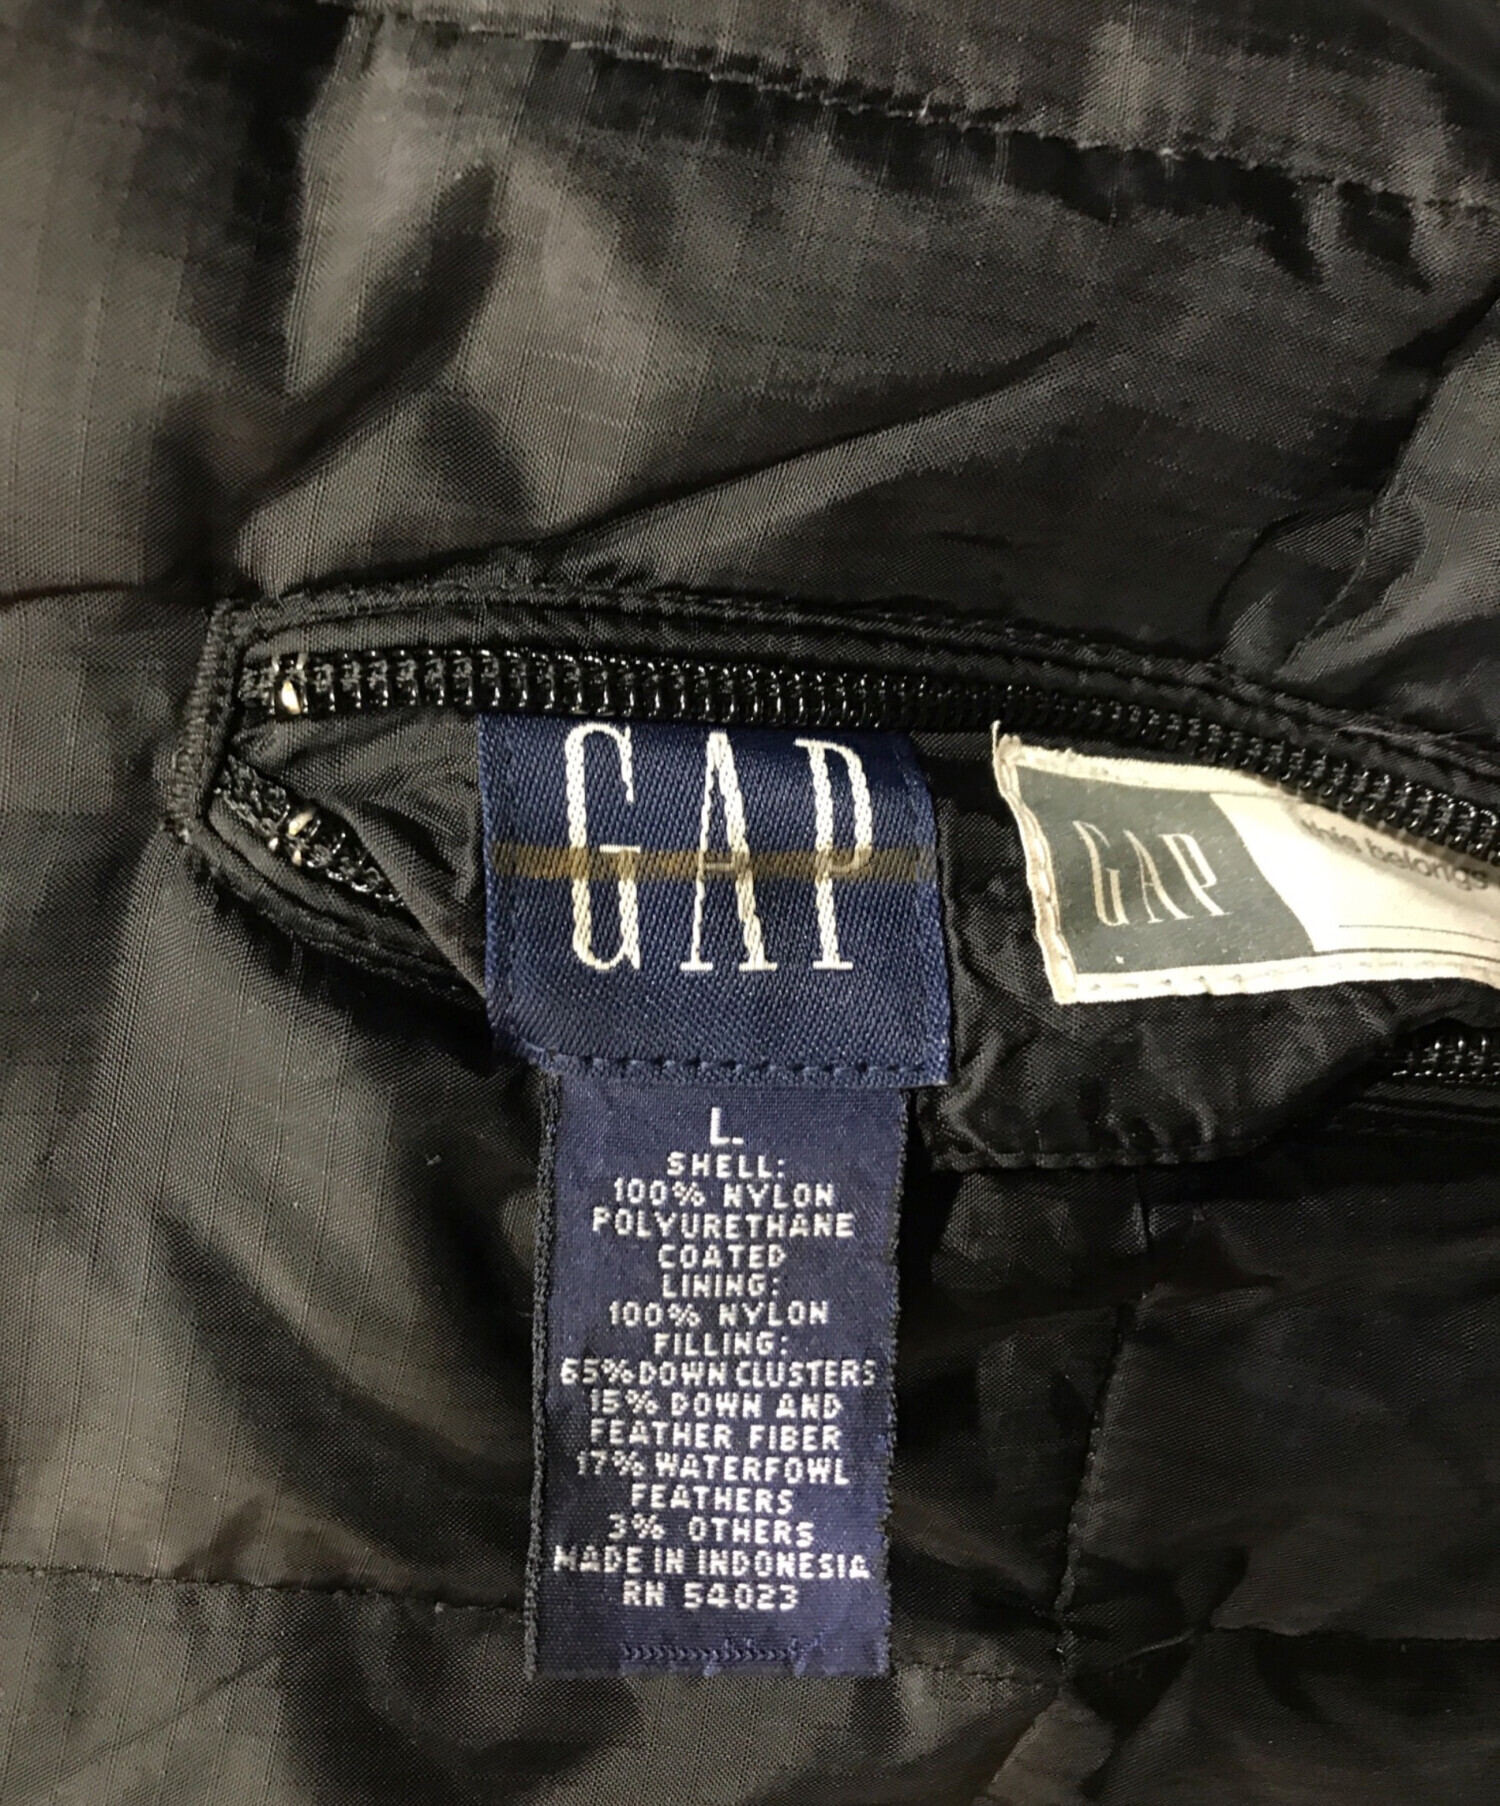 GAP
GAP
this belongs
L.
SHELL:
100% NYLON
POLYURETHANE
COATED
LINING:
100% NYLON
FILLING:
65% DOWN CLUSTERS
15% DOWN AND
FEATHER FIBER
17% WATERFOWL
FEATHERS
3% OTHERS
MADE IN INDONESIA
RN 54023